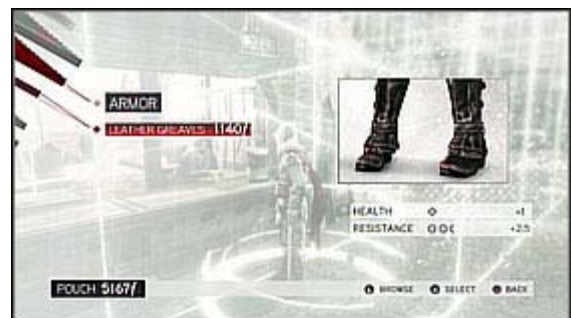 ARMOR
LEATHER GREAVES 1140ƒ
HEALTH +1
RESISTANCE +2.5
POUCH 5167ƒ
BROWSE SELECT BACK